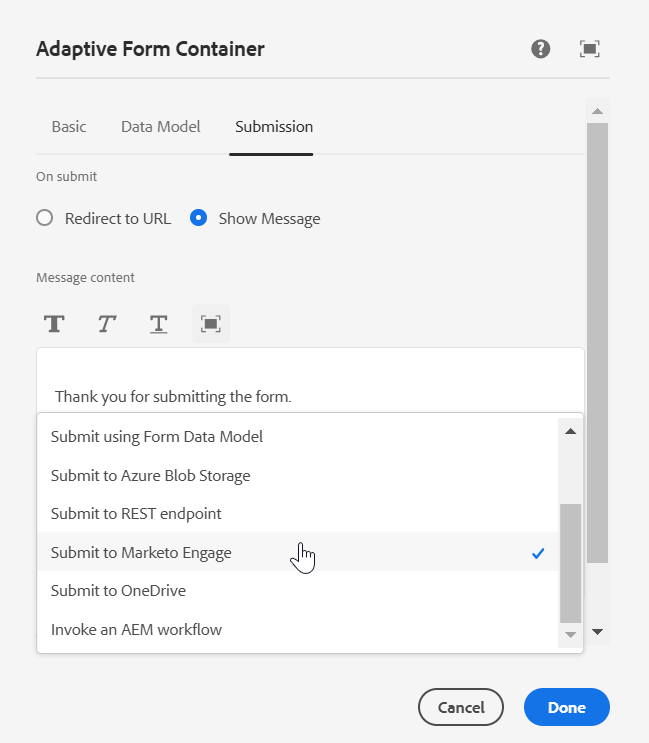 Adaptive Form Container
Basic Data Model Submission
On submit
Redirect to URL Show Message
Message content
T T T
Thank you for submitting the form.
Submit using Form Data Model
Submit to Azure Blob Storage
Submit to REST endpoint
Submit to Marketo Engage
Submit to OneDrive
Invoke an AEM workflow
Cancel Done